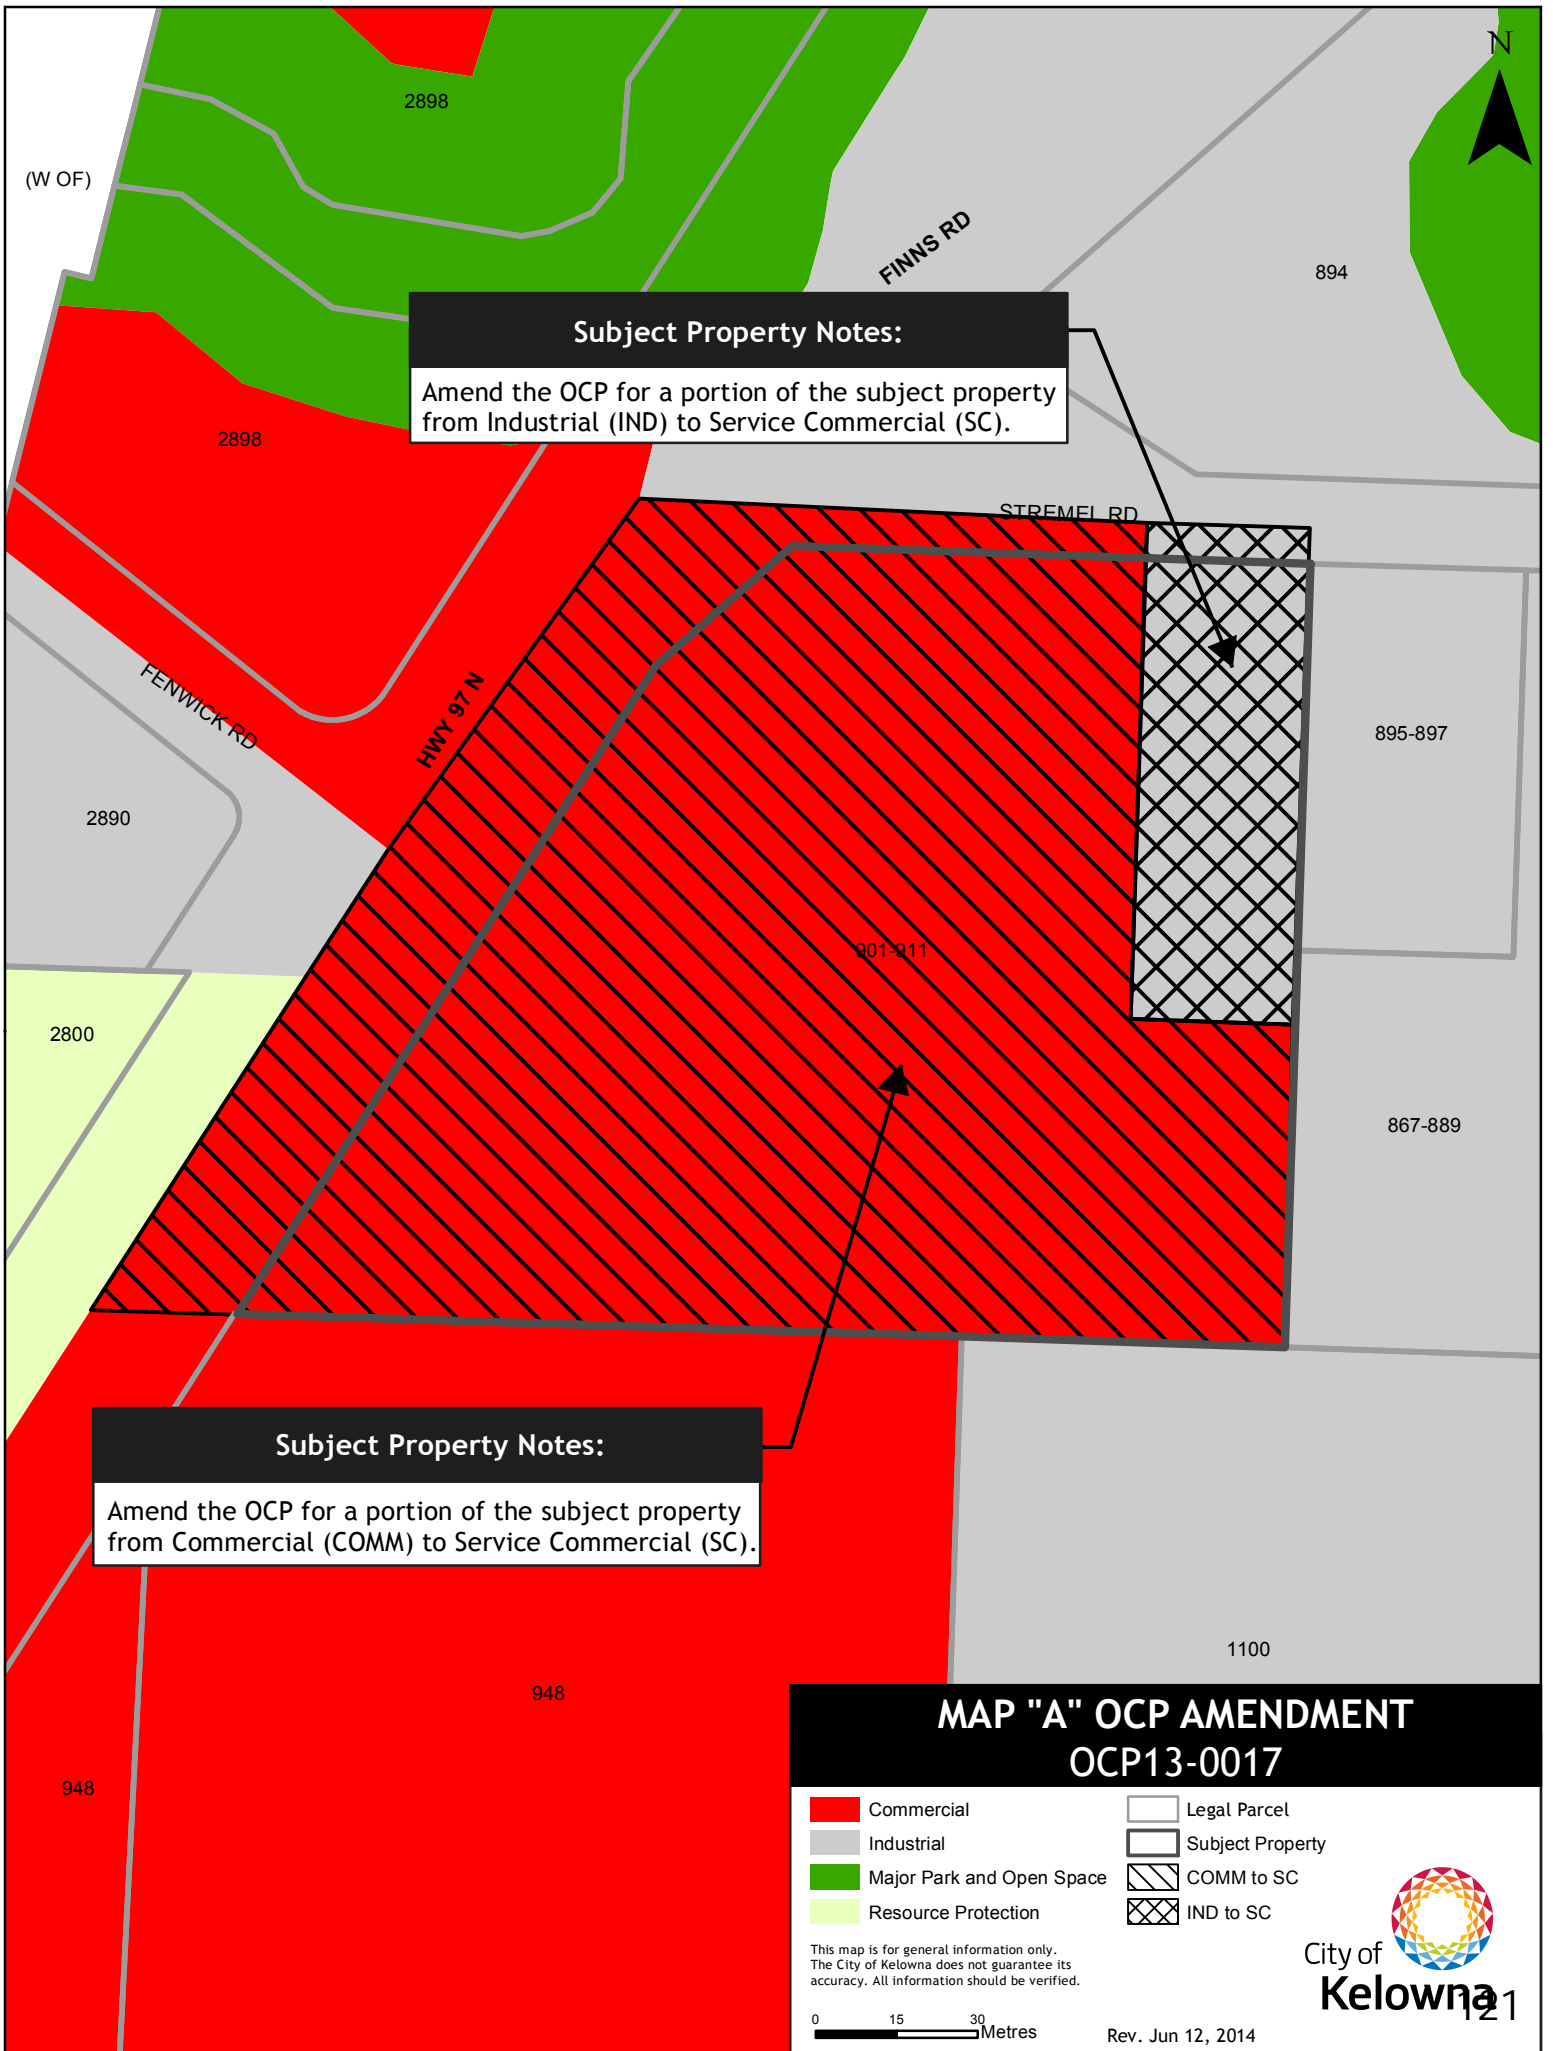 N
2898
(W OF)
FINNS RD
894
Subject Property Notes:
Amend the OCP for a portion of the subject property
from Industrial (IND) to Service Commercial (SC).
2898
STREMEL RD
FENWICK RD
HWY 97 N
895-897
2890
901-911
2800
867-889
Subject Property Notes:
Amend the OCP for a portion of the subject property
from Commercial (COMM) to Service Commercial (SC).
1100
948
948
MAP "A" OCP AMENDMENT
OCP13-0017
Commercial
Industrial
Major Park and Open Space
Resource Protection
Legal Parcel
Subject Property
COMM to SC
IND to SC
This map is for general information only.
The City of Kelowna does not guarantee its
accuracy. All information should be verified.
City of
Kelowna
121
0 15 30
Metres
Rev. Jun 12, 2014